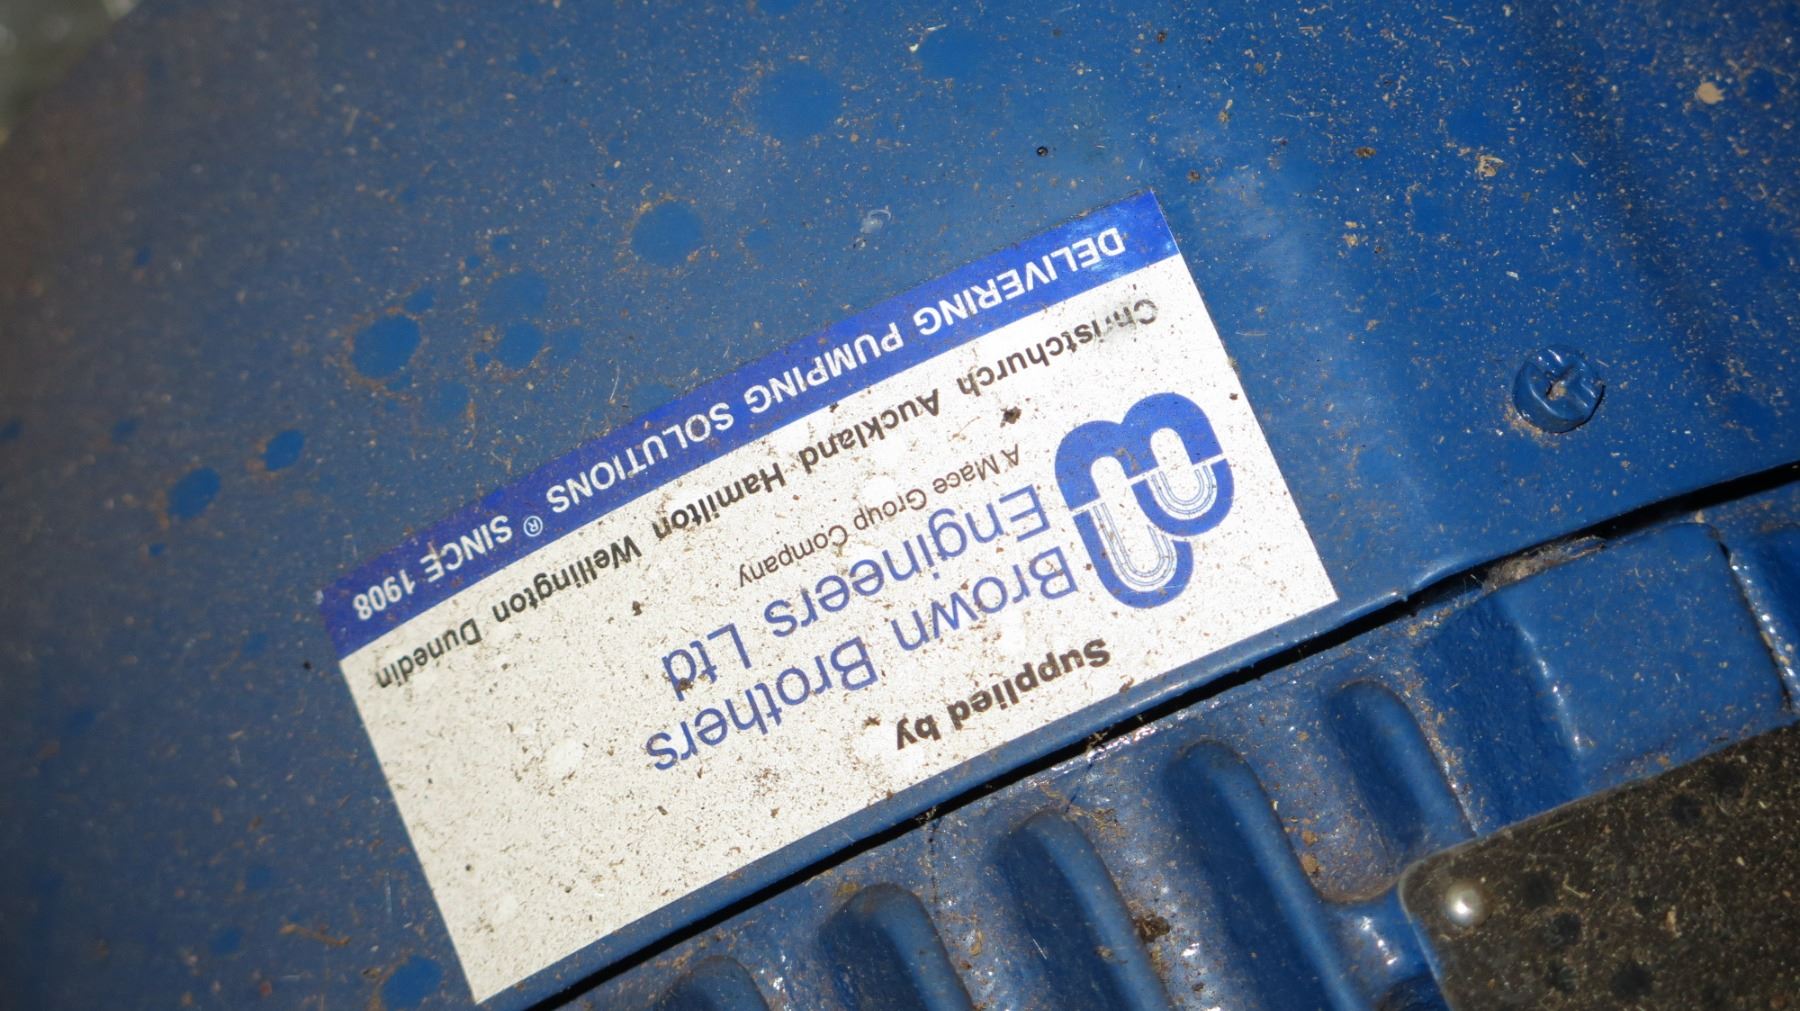 Supplied by
Brown Brothers
Engineers Ltd
A Mace Group Company
Christchurch Auckland Hamilton Wellington Dunedin
DELIVERING PUMPING SOLUTIONS ® SINCE 1908